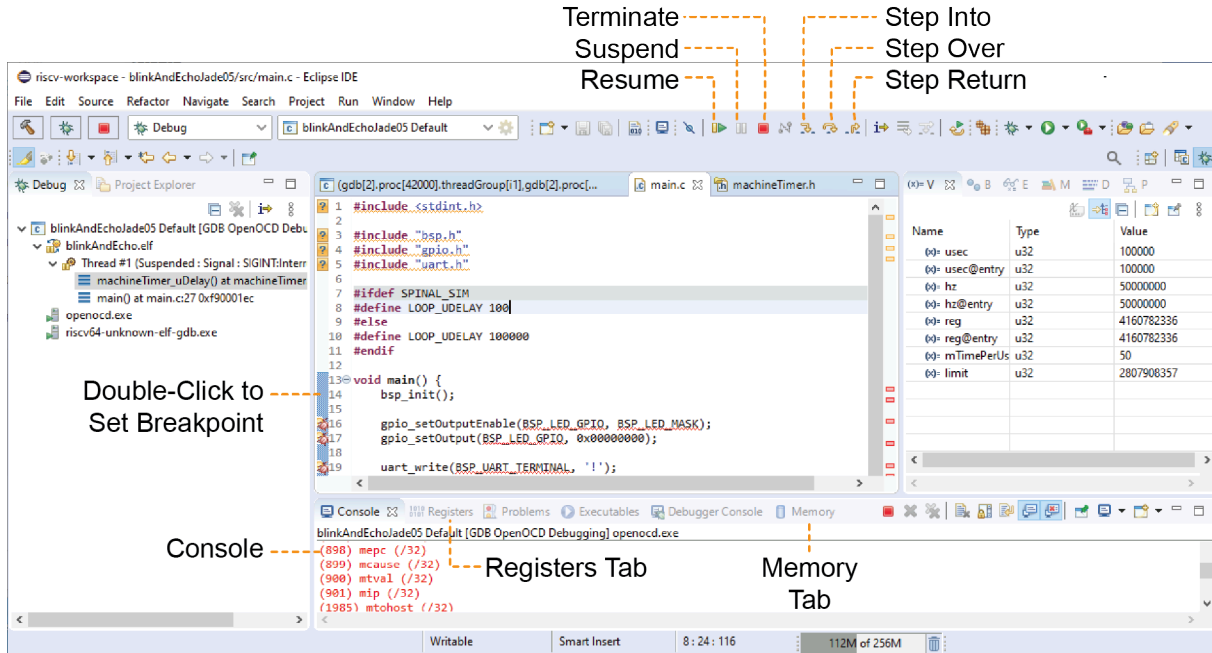 Terminate
Suspend
Resume
Step Into
Step Over
Step Return
riscv-workspace - blinkAndEchoJade05/src/main.c - Eclipse IDE
File Edit Source Refactor Navigate Search Project Run Window Help
Debug
blinkAndEchoJade05 Default
Debug
Project Explorer
blinkAndEchoJade05 Default [GDB OpenOCD Debu
blinkAndEcho.elf
Thread #1 (Suspended : Signal : SIGINT:Interr
machineTimer_uDelay() at machineTimer
main() at main.c:27 0xf90001ec
openocd.exe
riscv64-unknown-elf-gdb.exe
Double-Click to
Set Breakpoint
(gdb[2].proc[42000].threadGroup[i1],gdb[2].proc[...
main.c
machineTimer.h
1 #include <stdint.h>
2
3 #include "bsp.h"
4 #include "gpio.h"
5 #include "uart.h"
6
7 #ifdef SPINAL_SIM
8 #define LOOP_UDELAY 100
9 #else
10 #define LOOP_UDELAY 100000
11 #endif
12
13 void main() {
14 bsp_init();
15
16 gpio_setOutputEnable(BSP_LED_GPIO, BSP_LED_MASK);
17 gpio_setOutput(BSP_LED_GPIO, 0x00000000);
18
19 uart_write(BSP_UART_TERMINAL, '!');
(x)= V B E M D P
Name Type Value
(x)= usec u32 100000
(x)= usec@entry u32 100000
(x)= hz u32 50000000
(x)= hz@entry u32 50000000
(x)= reg u32 4160782336
(x)= reg@entry u32 4160782336
(x)= mTimePerUs u32 50
(x)= limit u32 2807908357
Console
Registers
Problems
Executables
Debugger Console
Memory
blinkAndEchoJade05 Default [GDB OpenOCD Debugging] openocd.exe
(898) mepc (/32)
(899) mcause (/32)
(900) mtval (/32)
(901) mip (/32)
(1985) mtohost (/32)
Console
Registers Tab
Memory
Tab
Writable
Smart Insert
8 : 24 : 116
112M of 256M